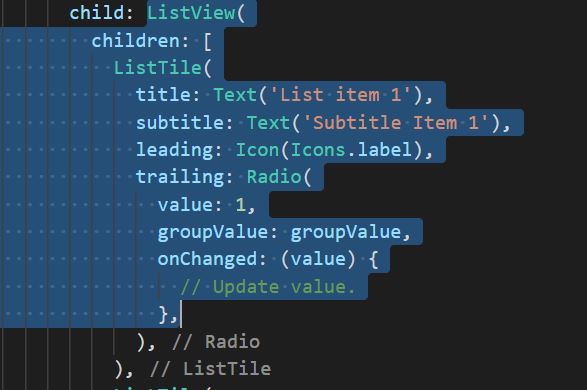 child: ListView(
children: [
ListTile(
title: Text('List item 1'),
subtitle: Text('Subtitle Item 1'),
leading: Icon(Icons.label),
trailing: Radio(
value: 1,
groupValue: groupValue,
onChanged: (value) {
// Update value.
},
), // Radio
), // ListTile
ListTile(